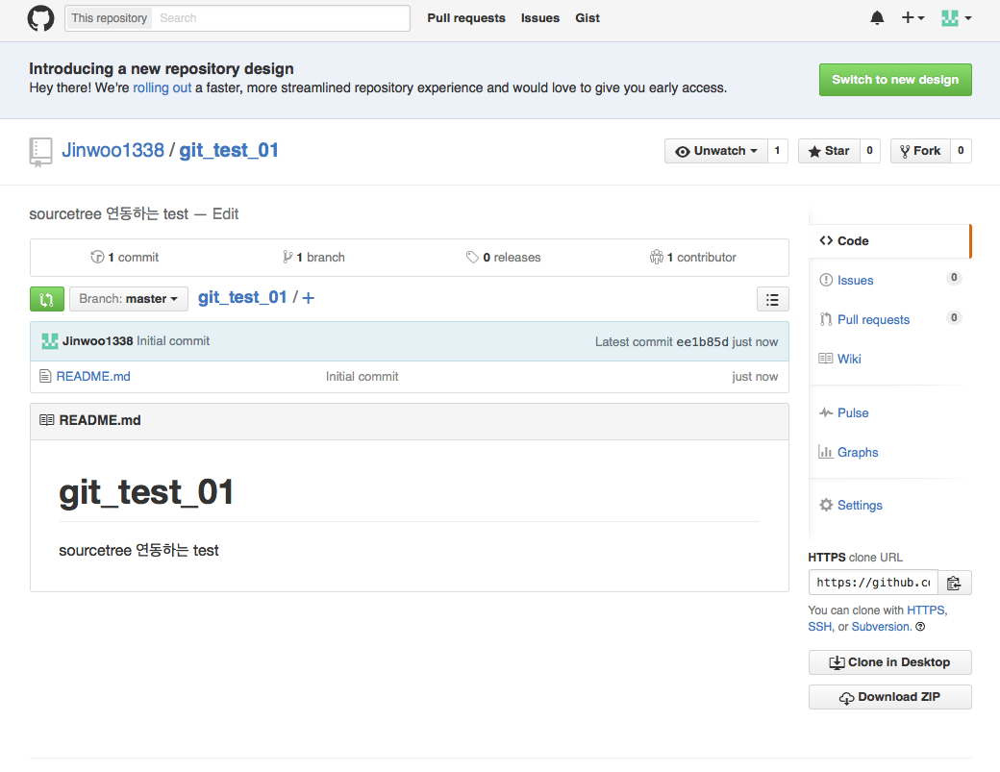 This repository Search Pull requests Issues Gist
Introducing a new repository design
Hey there! We're rolling out a faster, more streamlined repository experience and would love to give you early access.
Switch to new design
Jinwoo1338 / git_test_01
Unwatch 1 Star 0 Fork 0
sourcetree 연동하는 test — Edit
1 commit 1 branch 0 releases 1 contributor
Branch: master git_test_01 / +
Jinwoo1338 Initial commit Latest commit ee1b85d just now
README.md Initial commit just now
README.md
git_test_01
sourcetree 연동하는 test
Code
Issues 0
Pull requests 0
Wiki
Pulse
Graphs
Settings
HTTPS clone URL
https://github.co
You can clone with HTTPS,
SSH, or Subversion.
Clone in Desktop
Download ZIP